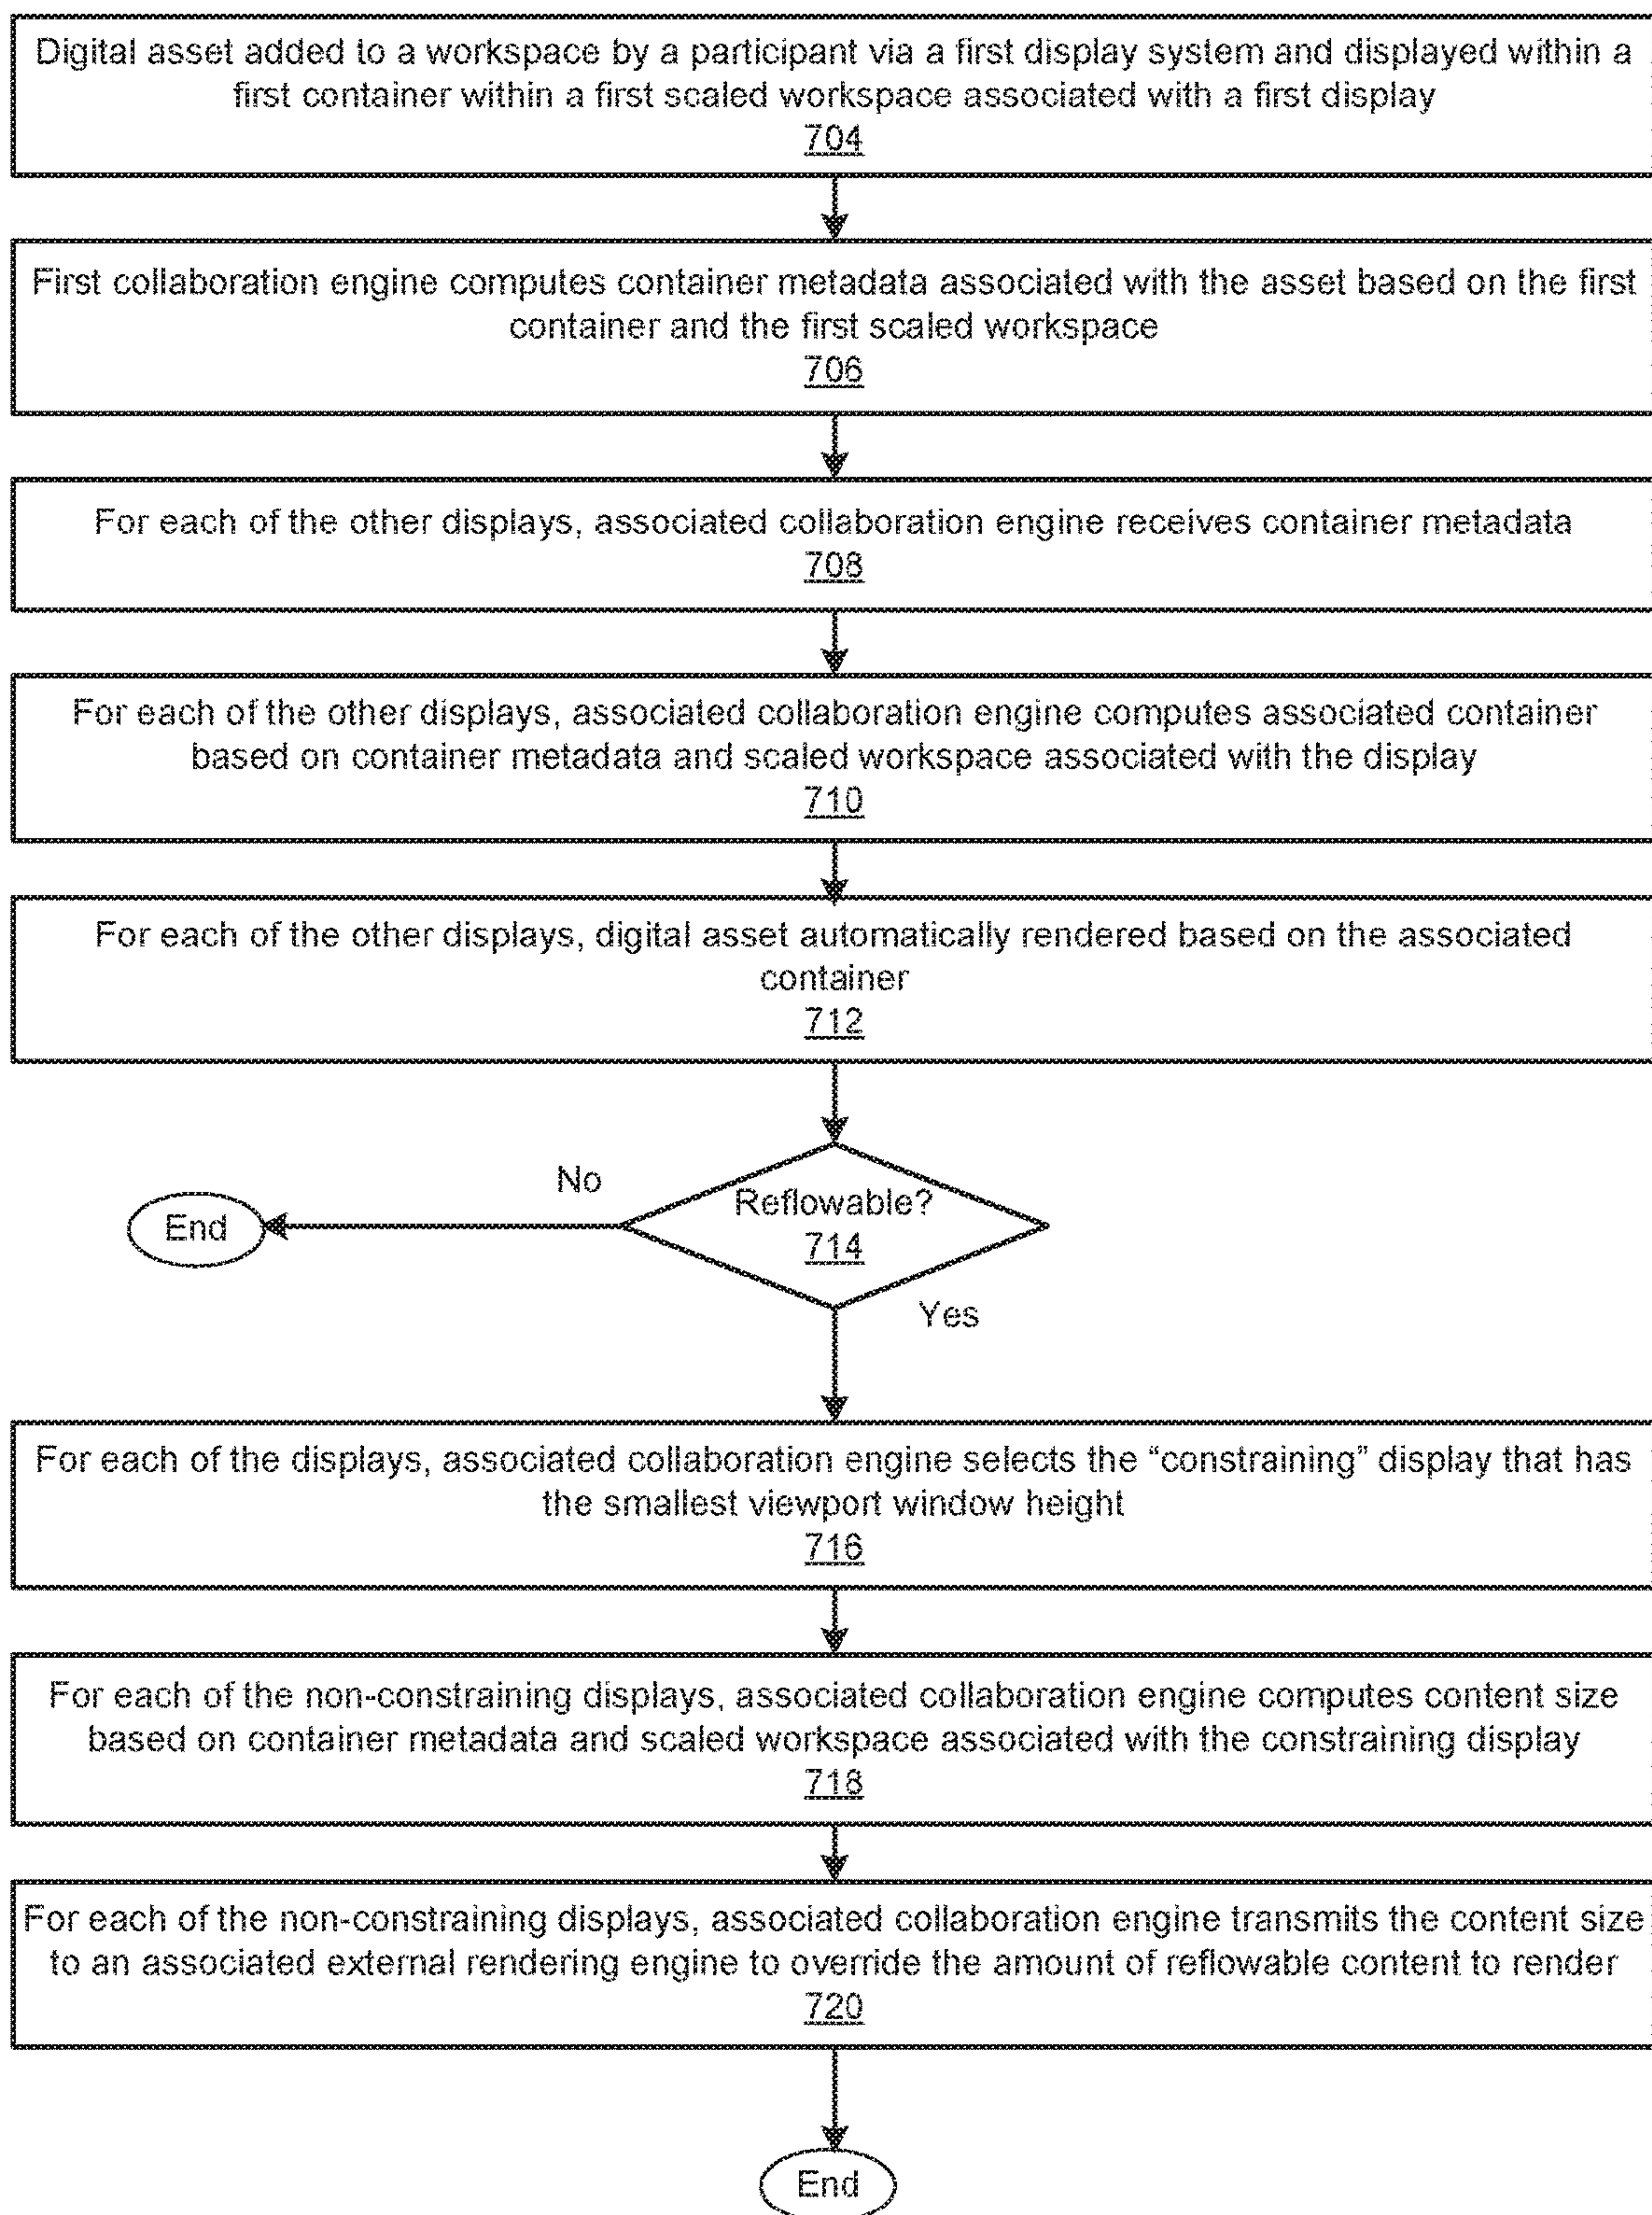 Digital asset added to a workspace by a participant via a first display system and displayed within a
first container within a first scaled workspace associated with a first display
704
First collaboration engine computes container metadata associated with the asset based on the first
container and the first scaled workspace
706
For each of the other displays, associated collaboration engine receives container metadata
708
For each of the other displays, associated collaboration engine computes associated container
based on container metadata and scaled workspace associated with the display
710
For each of the other displays, digital asset automatically rendered based on the associated
container
712
No
Reflowable?
End
714
Yes
For each of the displays, associated collaboration engine selects the “constraining” display that has
the smallest viewport window height
716
For each of the non-constraining displays, associated collaboration engine computes content size
based on container metadata and scaled workspace associated with the constraining display
718
For each of the non-constraining displays, associated collaboration engine transmits the content size
to an associated external rendering engine to override the amount of reflowable content to render
720
End